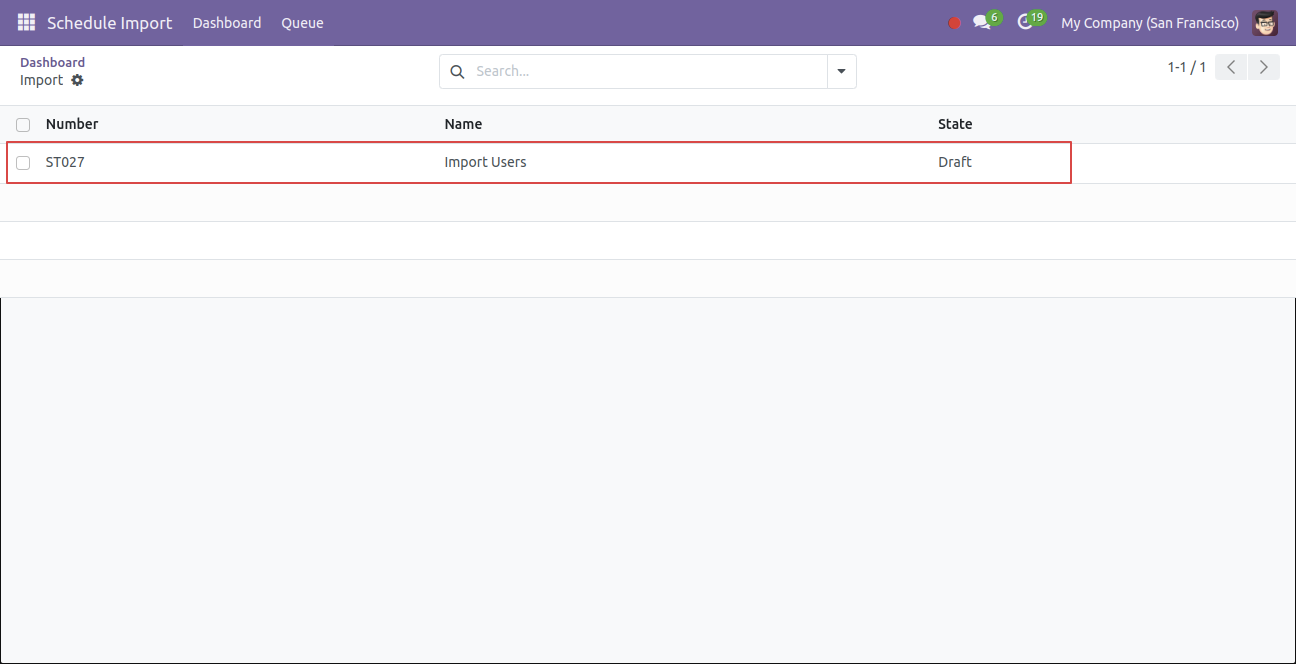 Schedule Import Dashboard Queue 6 19 My Company (San Francisco)
Dashboard
Import
Search...
1-1 / 1
Number Name State
ST027 Import Users Draft